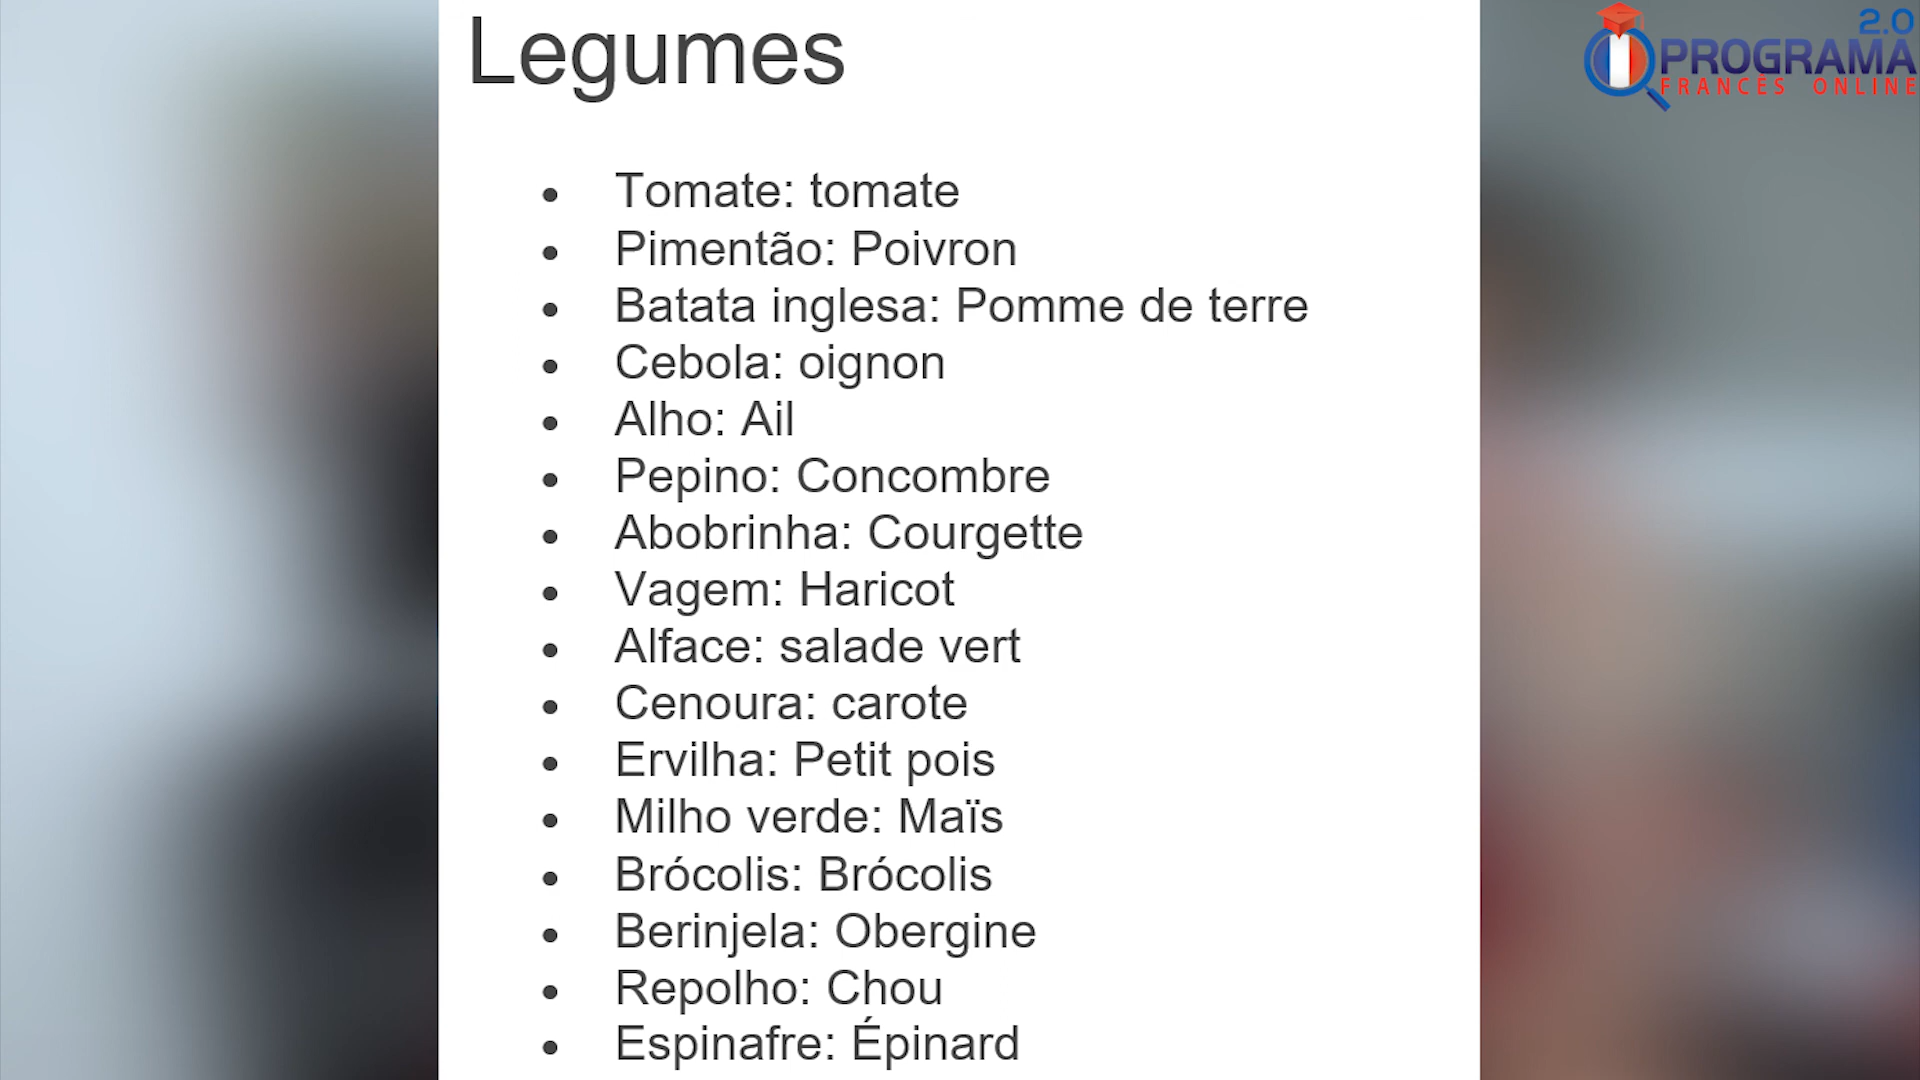 Legumes
2.0
PROGRAMA
FRANCÊS ONLINE
• Tomate: tomate
• Pimentão: Poivron
• Batata inglesa: Pomme de terre
• Cebola: oignon
• Alho: Ail
• Pepino: Concombre
• Abobrinha: Courgette
• Vagem: Haricot
• Alface: salade vert
• Cenoura: carote
• Ervilha: Petit pois
• Milho verde: Maïs
• Brócolis: Brócolis
• Berinjela: Obergine
• Repolho: Chou
• Espinafre: Épinard